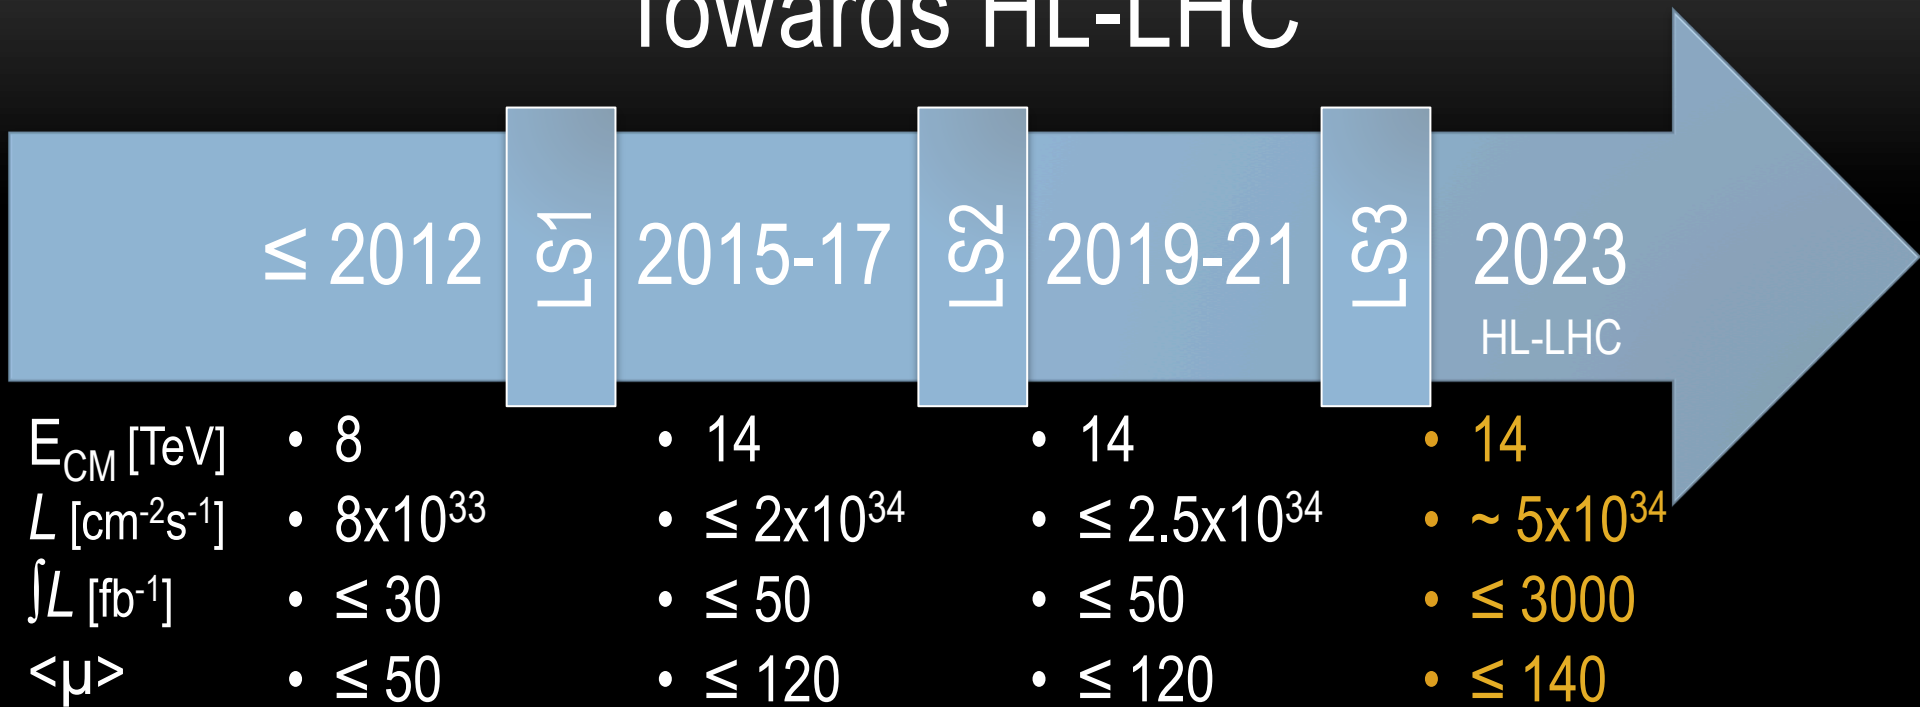 Towards HL-LHC
≤ 2012 LS1 2015-17 LS2 2019-21 LS3 2023
HL-LHC
E_CM [TeV] • 8 • 14 • 14 • 14
L [cm⁻²s⁻¹] • 8x10³³ • ≤ 2x10³⁴ • ≤ 2.5x10³⁴ • ~ 5x10³⁴
∫L [fb⁻¹] • ≤ 30 • ≤ 50 • ≤ 50 • ≤ 3000
<µ> • ≤ 50 • ≤ 120 • ≤ 120 • ≤ 140